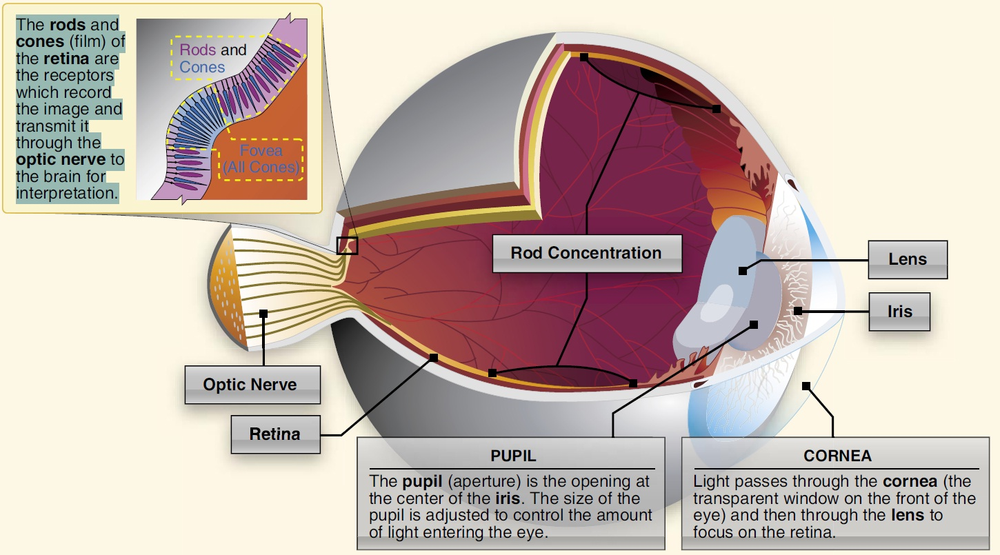 The rods and
cones (film) of
the retina are
the receptors
which record
the image and
transmit it
through the
optic nerve to
the brain for
interpretation.
Rods and
Cones
Fovea
(All Cones)
Rod Concentration
Lens
Iris
Optic Nerve
Retina
PUPIL
The pupil (aperture) is the opening at
the center of the iris. The size of the
pupil is adjusted to control the amount
of light entering the eye.
CORNEA
Light passes through the cornea (the
transparent window on the front of the
eye) and then through the lens to
focus on the retina.